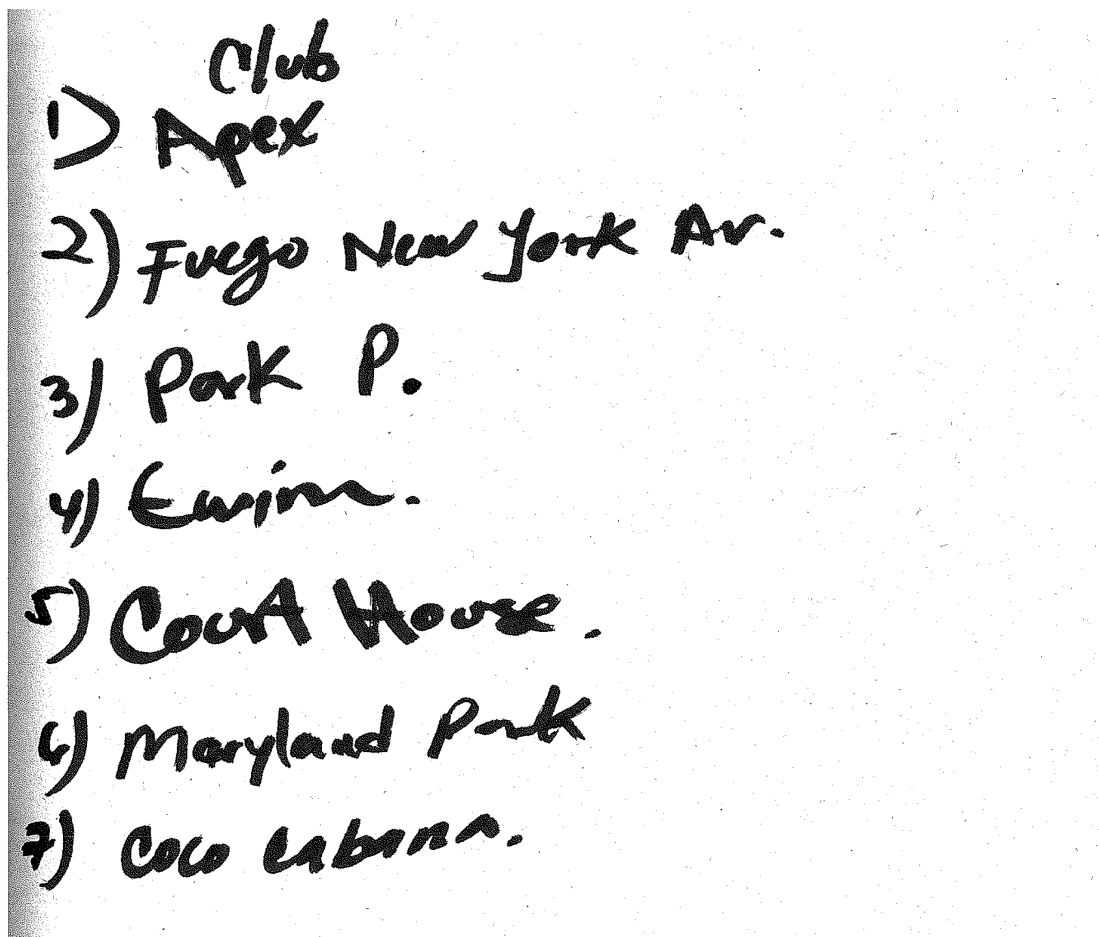 Club
1) Apex
2) Fuego New York Av.
3) Park P.
4)
5) Court House.
6) Maryland Park
7) Coco Cabana.